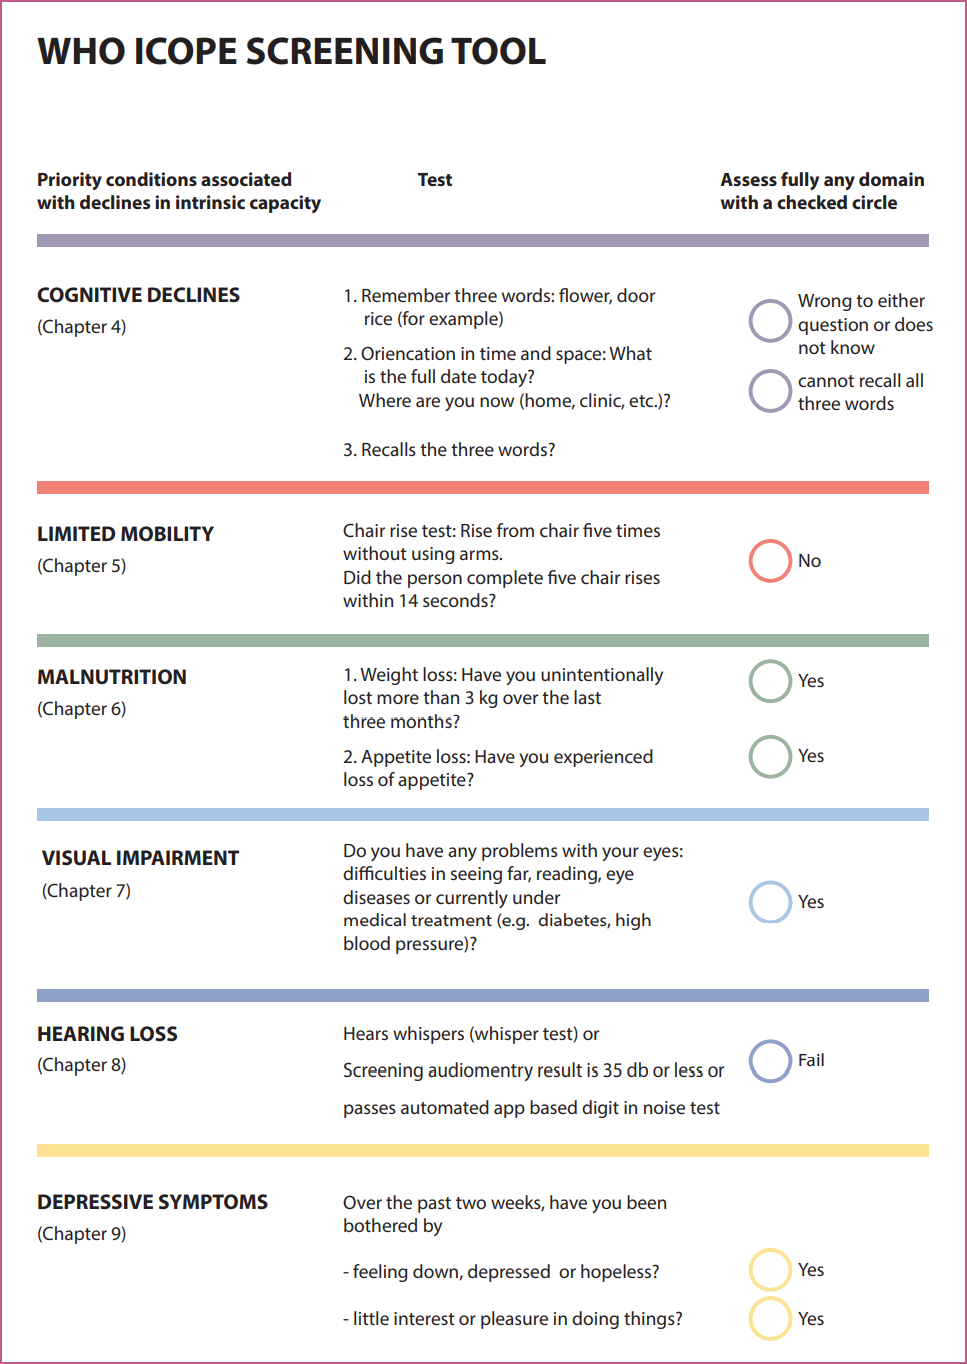 WHO ICOPE SCREENING TOOL
Priority conditions associated
with declines in intrinsic capacity
Test
Assess fully any domain
with a checked circle
COGNITIVE DECLINES
(Chapter 4)
1. Remember three words: flower, door
rice (for example)
2. Oriencation in time and space: What
is the full date today?
Where are you now (home, clinic, etc.)?
3. Recalls the three words?
Wrong to either
question or does
not know
cannot recall all
three words
LIMITED MOBILITY
(Chapter 5)
Chair rise test: Rise from chair five times
without using arms.
Did the person complete five chair rises
within 14 seconds?
No
MALNUTRITION
(Chapter 6)
1. Weight loss: Have you unintentionally
lost more than 3 kg over the last
three months?
2. Appetite loss: Have you experienced
loss of appetite?
Yes
Yes
VISUAL IMPAIRMENT
(Chapter 7)
Do you have any problems with your eyes:
difficulties in seeing far, reading, eye
diseases or currently under
medical treatment (e.g. diabetes, high
blood pressure)?
Yes
HEARING LOSS
(Chapter 8)
Hears whispers (whisper test) or
Screening audiomentry result is 35 db or less or
passes automated app based digit in noise test
Fail
DEPRESSIVE SYMPTOMS
(Chapter 9)
Over the past two weeks, have you been
bothered by
- feeling down, depressed or hopeless?
- little interest or pleasure in doing things?
Yes
Yes